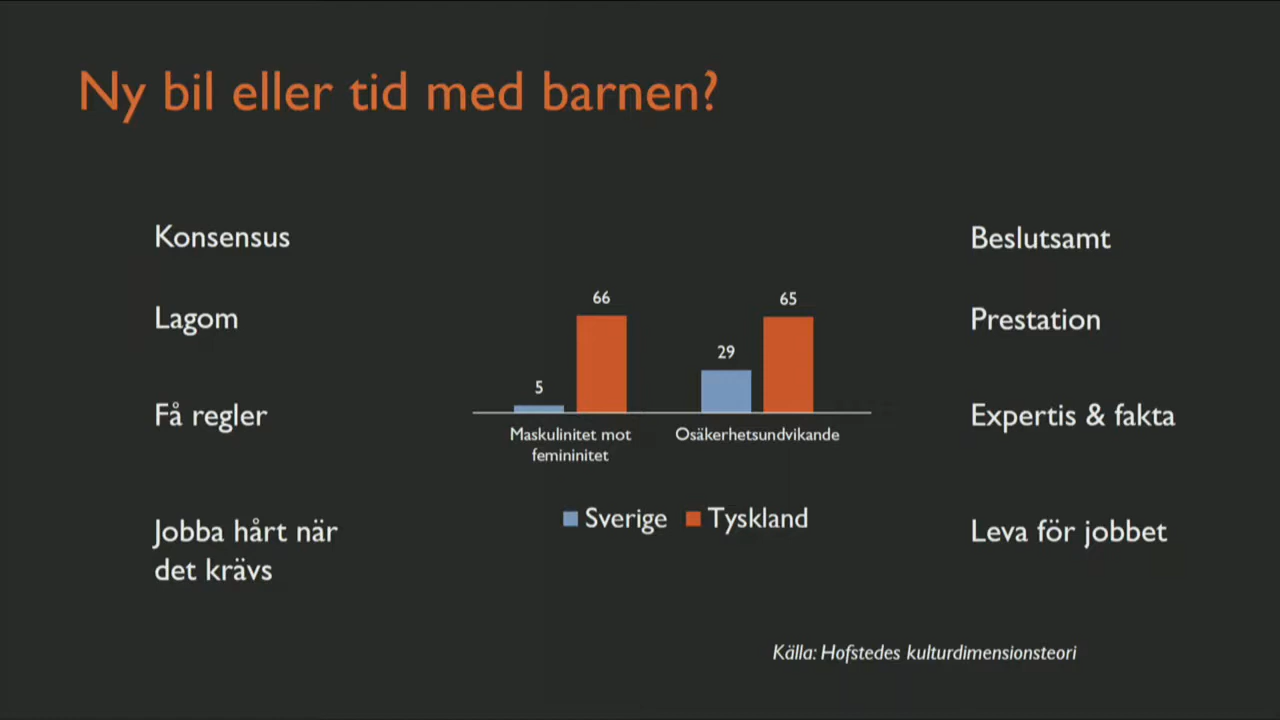 Ny bil eller tid med barnen?
Konsensus
Lagom
Få regler
Jobba hårt när
det krävs
66
65
29
5
Maskulinitet mot
femininitet
Osäkerhetsundvikande
Sverige
Tyskland
Beslutsamt
Prestation
Expertis & fakta
Leva för jobbet
Källa: Hofstedes kulturdimensionsteori